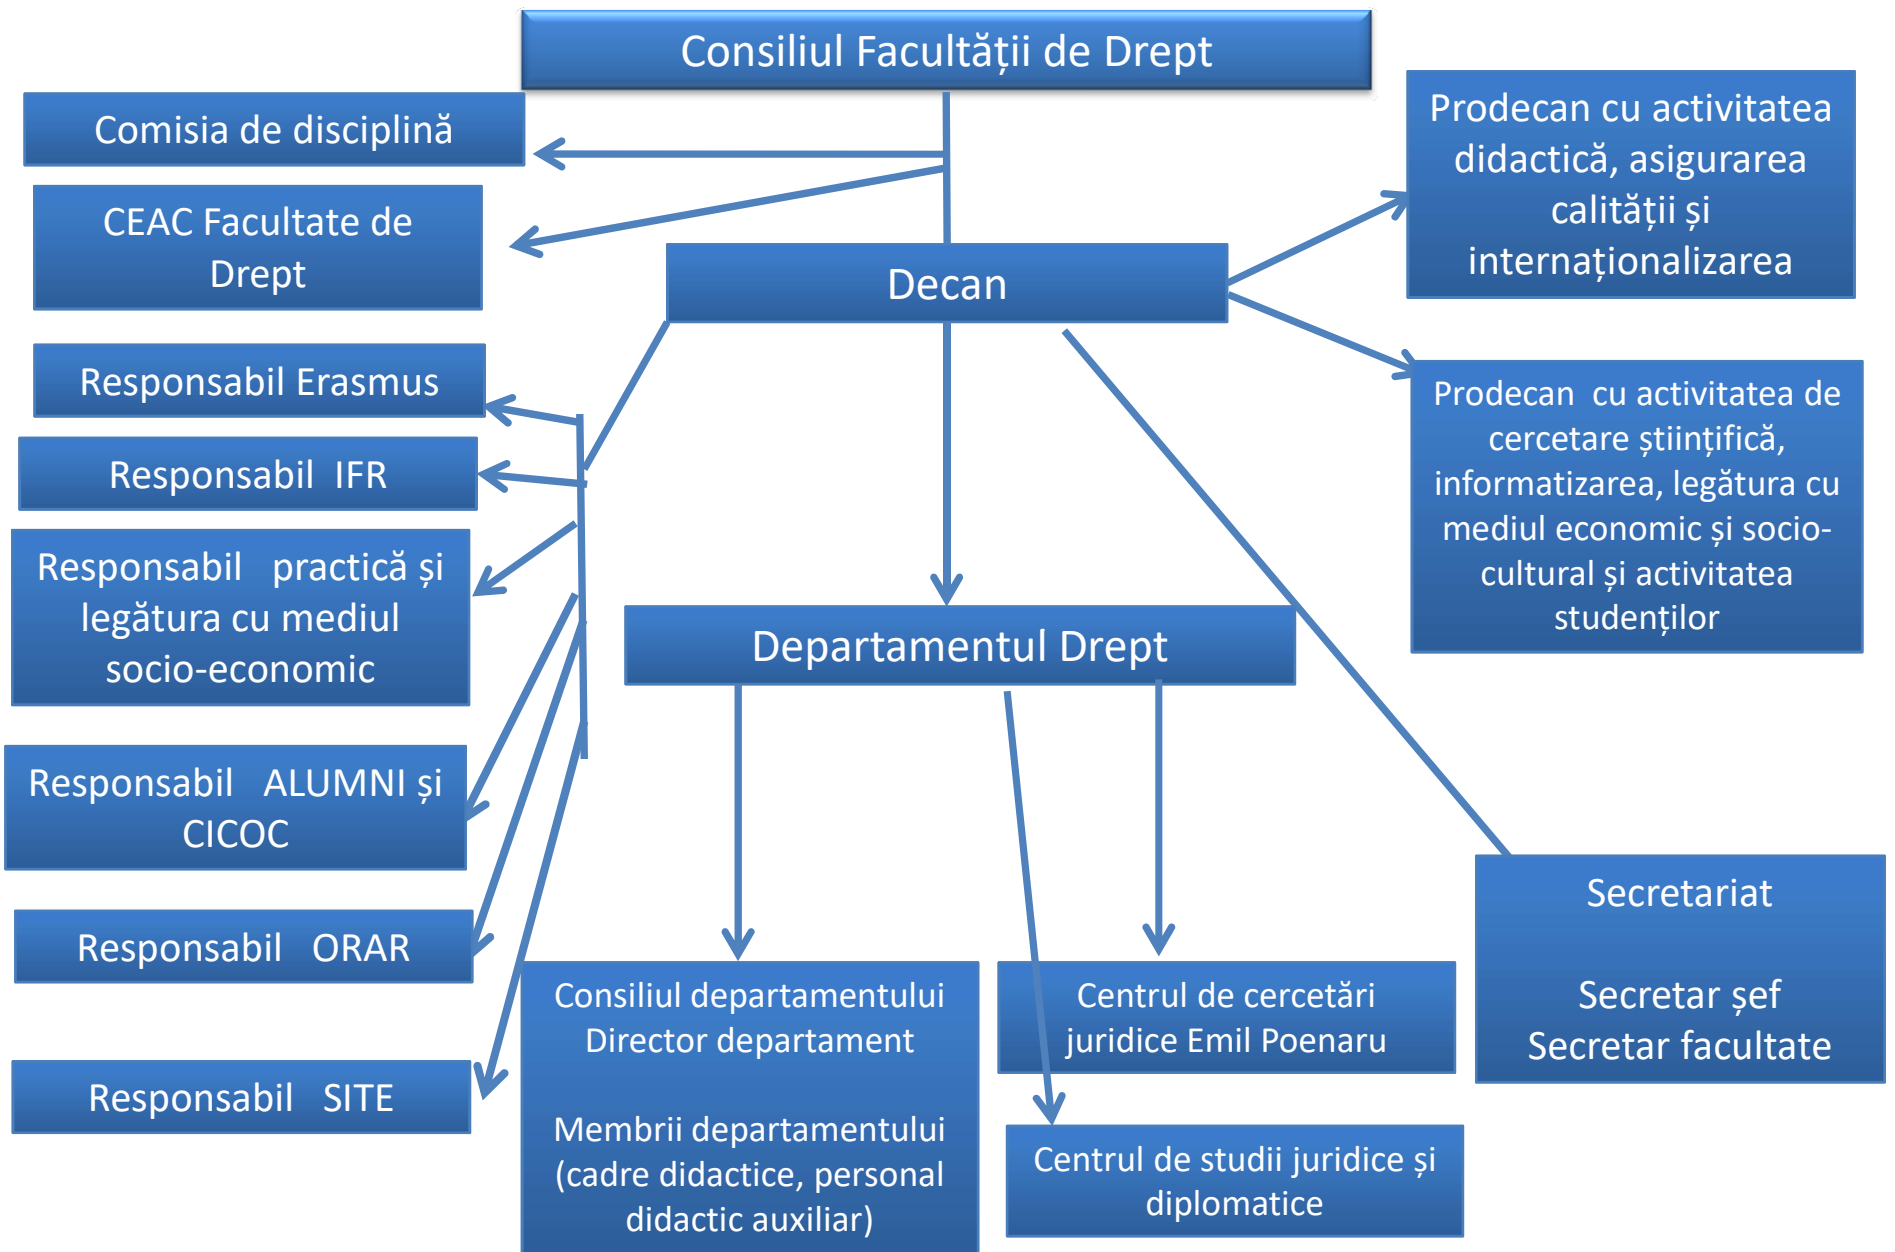 Consiliul Facultății de Drept
Comisia de disciplină
CEAC Facultate de
Drept
Decan
Prodecan cu activitatea
didactică, asigurarea
calității și
internaționalizarea
Prodecan  cu activitatea de
cercetare științifică,
informatizarea, legătura cu
mediul economic și socio-
cultural și activitatea
studenților
Responsabil Erasmus
Responsabil  IFR
Responsabil   practică și
legătura cu mediul
socio-economic
Responsabil   ALUMNI și
CICOC
Responsabil   ORAR
Responsabil   SITE
Departamentul Drept
Consiliul departamentului
Director departament
Membrii departamentului
(cadre didactice, personal
didactic auxiliar)
Centrul de cercetări
juridice Emil Poenaru
Centrul de studii juridice și
diplomatice
Secretariat
Secretar șef
Secretar facultate